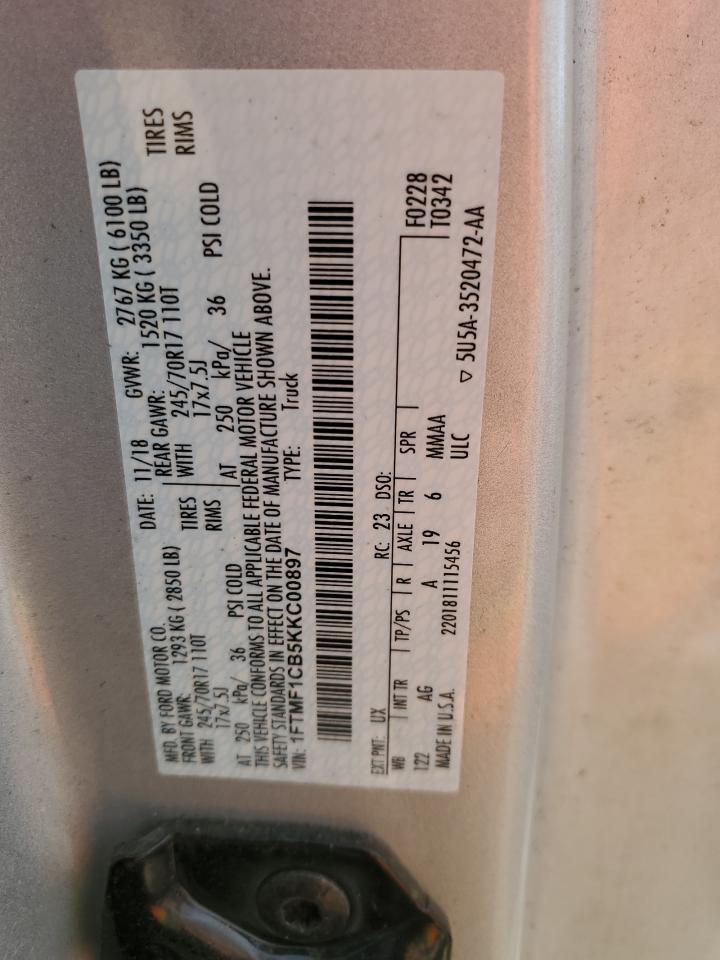 MFD. BY FORD MOTOR CO.
DATE: 11/18 GVWR: 2767 KG ( 6100 LB)
FRONT GAWR: 1293 KG ( 2850 LB) REAR GAWR: 1520 KG ( 3350 LB)
WITH 245/70R17 110T TIRES WITH 245/70R17 110T TIRES
17x7.5J RIMS 17x7.5J RIMS
AT 250 kPa/ 36 PSI COLD AT 250 kPa/ 36 PSI COLD
THIS VEHICLE CONFORMS TO ALL APPLICABLE FEDERAL MOTOR VEHICLE
SAFETY STANDARDS IN EFFECT ON THE DATE OF MANUFACTURE SHOWN ABOVE.
VIN: 1FTMF1CB5KKC00897 TYPE: Truck
EXT PNT: UX RC: 23 DSO:
WB INT TR TP/PS R AXLE TR SPR F0228
122 AG A 19 6 MMAA T0342
MADE IN U.S.A. 2201811115456 ULC ▽ 5U5A-3520472-AA